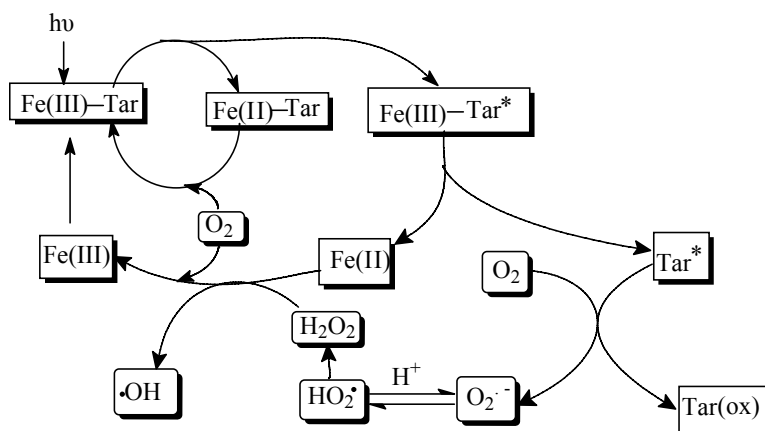 hυ
Fe(III)–Tar
Fe(II)–Tar
Fe(III)–Tar*
O₂
Fe(III)
Fe(II)
O₂
Tar*
H₂O₂
•OH
HO₂•
H⁺
O₂·⁻
Tar(ox)